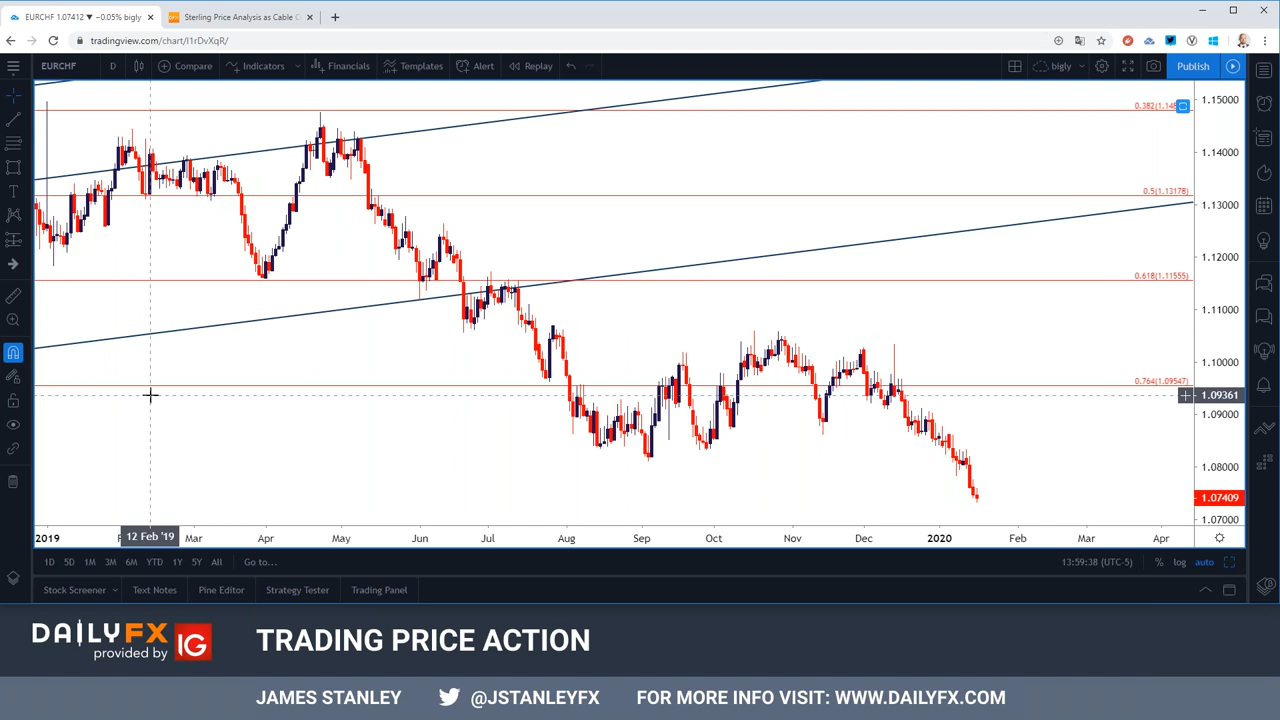 EURCHF 1.07412 ▼ −0.05% bigly
Sterling Price Analysis as Cable C
tradingview.com/chart/l1rDvXqR/
EURCHF D Compare Indicators Financials Templates Alert Replay bigly Publish
0.382(1.148
0.5(1.13178)
0.618(1.11555)
0.764(1.09547)
1.15000
1.14000
1.13000
1.12000
1.11000
1.10000
1.09361
1.09000
1.08000
1.07409
1.07000
2019 F 12 Feb '19 Mar Apr May Jun Jul Aug Sep Oct Nov Dec 2020 Feb Mar Apr
1D 5D 1M 3M 6M YTD 1Y 5Y All Go to... 13:59:38 (UTC-5) % log auto
Stock Screener Text Notes Pine Editor Strategy Tester Trading Panel
DAILYFX
provided by IG
TRADING PRICE ACTION
JAMES STANLEY @JSTANLEYFX FOR MORE INFO VISIT: WWW.DAILYFX.COM